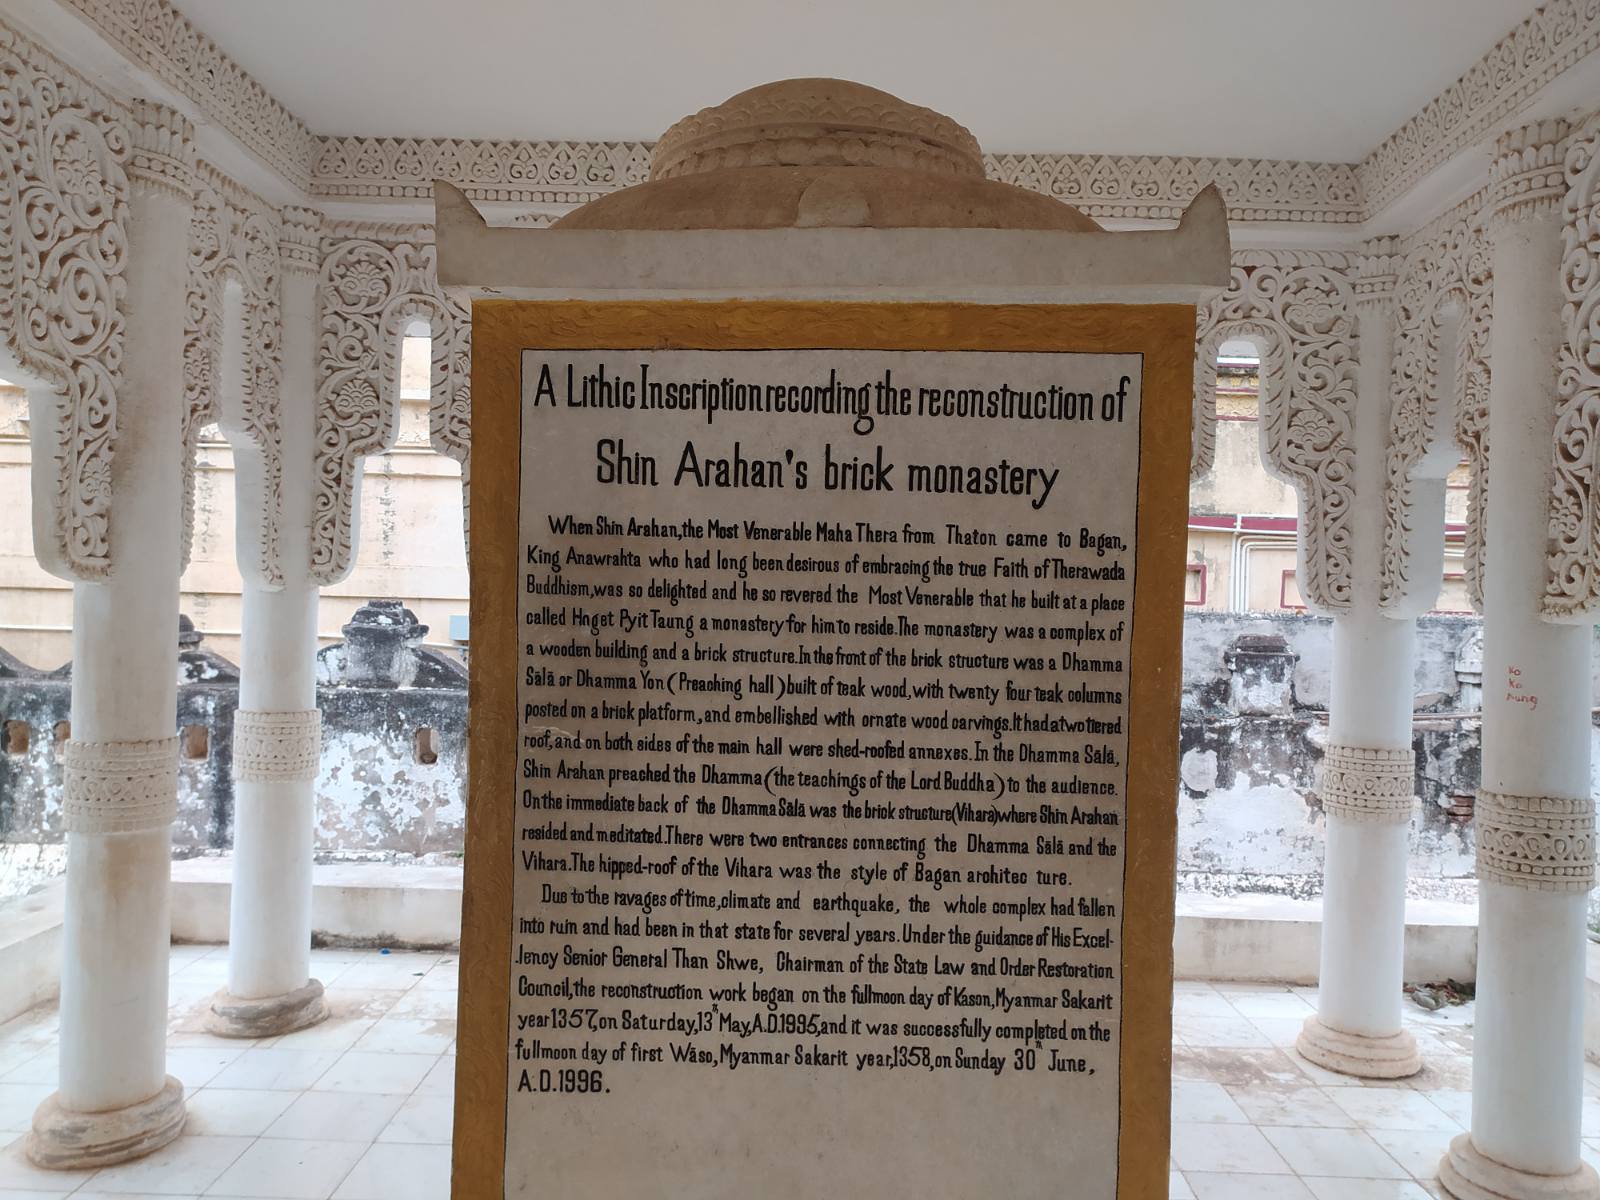 A Lithic Inscription recording the reconstruction of
Shin Arahan's brick monastery
When Shin Arahan, the Most Venerable Maha Thera from Thaton came to Bagan,
King Anawrahta who had long been desirous of embracing the true Faith of Therawada
Buddhism, was so delighted and he so revered the Most Venerable that he built at a place
called Hnget Pyit Taung a monastery for him to reside. The monastery was a complex of
a wooden building and a brick structure. In the front of the brick structure was a Dhamma
Sālā or Dhamma Yon (Preaching hall) built of teak wood, with twenty four teak columns
posted on a brick platform, and embellished with ornate wood carvings. It had a two tiered
roof, and on both sides of the main hall were shed-roofed annexes. In the Dhamma Sālā,
Shin Arahan preached the Dhamma (the teachings of the Lord Buddha) to the audience.
On the immediate back of the Dhamma Sālā was the brick structure (Vihara) where Shin Arahan
resided and meditated. There were two entrances connecting the Dhamma Sālā and the
Vihara. The hipped-roof of the Vihara was the style of Bagan architec ture.
Due to the ravages of time, climate and earthquake, the whole complex had fallen
into ruin and had been in that state for several years. Under the guidance of His Excel-
-lency Senior General Than Shwe, Chairman of the State Law and Order Restoration
Council, the reconstruction work began on the fullmoon day of Kason, Myanmar Sakarit
year 1357, on Saturday, 13th May, A.D. 1995, and it was successfully completed on the
fullmoon day of first Wāso, Myanmar Sakarit year, 1358, on Sunday 30th June,
A.D. 1996.
Ko
Ko
Aung